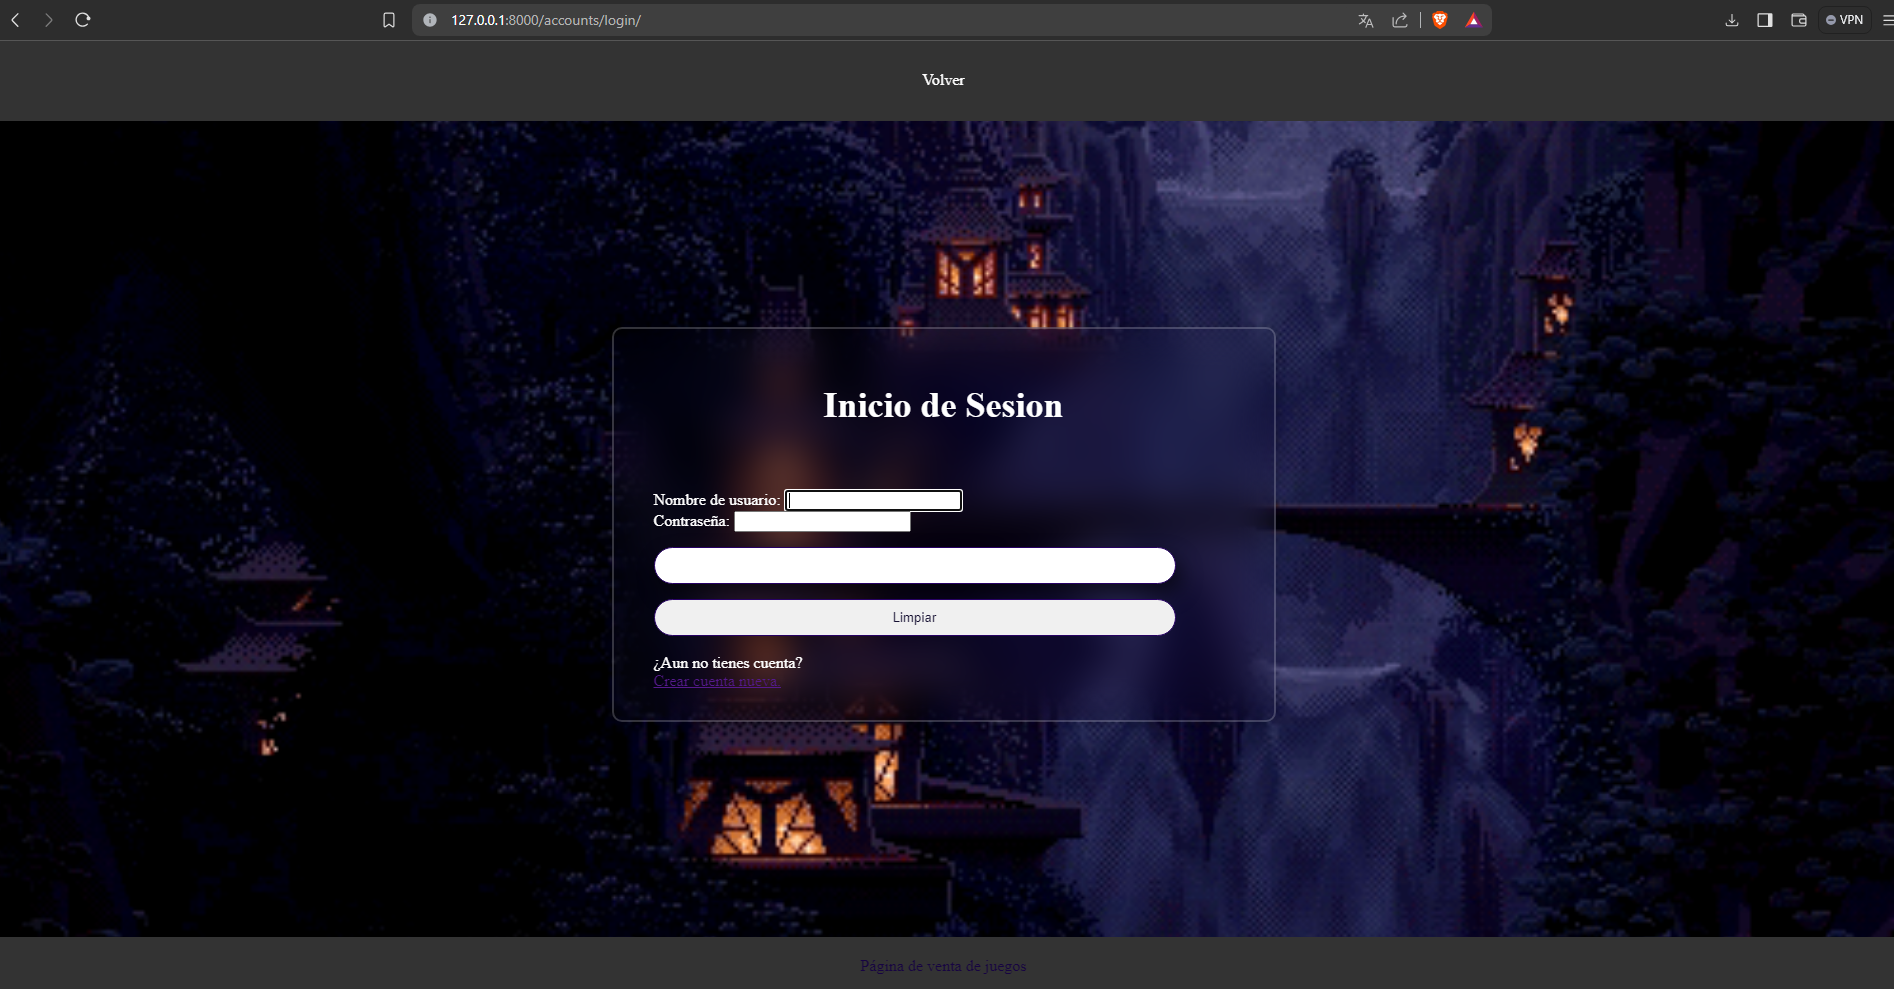 127.0.0.1:8000/accounts/login/
VPN
Volver
Inicio de Sesion
Nombre de usuario:
Contraseña:
Limpiar
¿Aun no tienes cuenta?
Crear cuenta nueva.
Página de venta de juegos